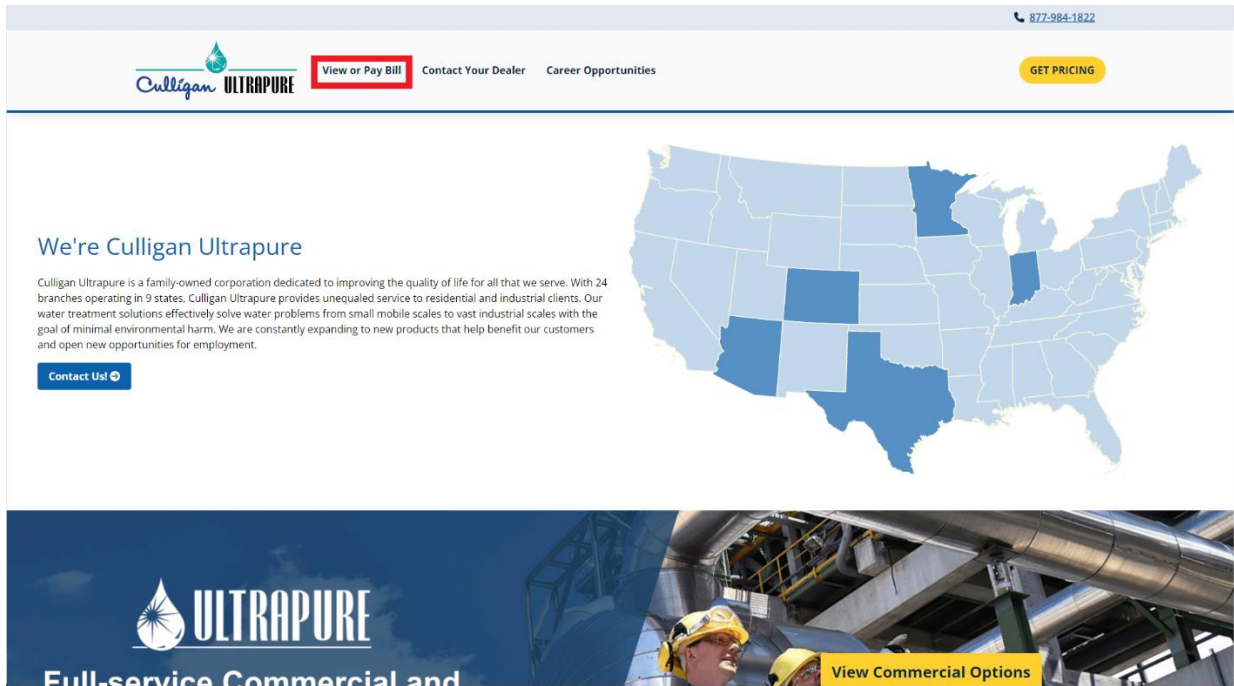 877-984-1822
Culligan ULTRAPURE
View or Pay Bill
Contact Your Dealer
Career Opportunities
GET PRICING
We're Culligan Ultrapure
Culligan Ultrapure is a family-owned corporation dedicated to improving the quality of life for all that we serve. With 24
branches operating in 9 states, Culligan Ultrapure provides unequaled service to residential and industrial clients. Our
water treatment solutions effectively solve water problems from small mobile scales to vast industrial scales with the
goal of minimal environmental harm. We are constantly expanding to new products that help benefit our customers
and open new opportunities for employment.
Contact Us!
ULTRAPURE
Full-service Commercial and
View Commercial Options